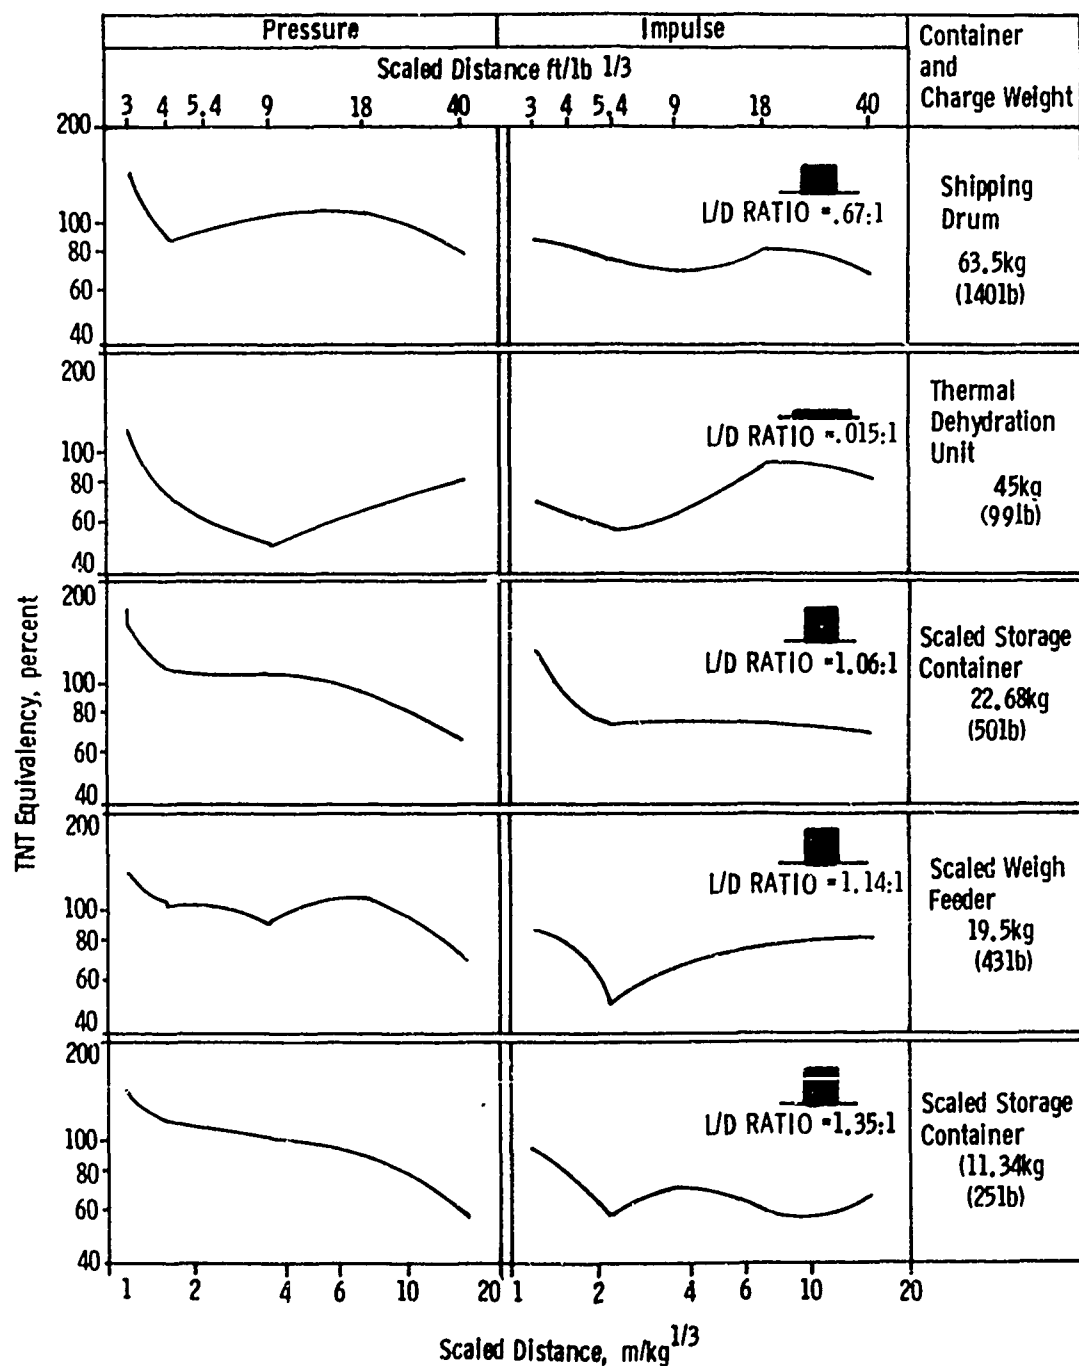 Pressure
Impulse
Container
and
Charge Weight
Scaled Distance ft/lb 1/3
3 4 5.4 9 18 40
3 4 5.4 9 18 40
TNT Equivalency, percent
200
100
80
60
40
L/D RATIO =.67:1
Shipping
Drum
63.5kg
(140lb)
200
100
80
60
40
L/D RATIO =.015:1
Thermal
Dehydration
Unit
45kg
(99lb)
200
100
80
60
40
L/D RATIO =1.06:1
Scaled Storage
Container
22.68kg
(50lb)
200
100
80
60
40
L/D RATIO =1.14:1
Scaled Weigh
Feeder
19.5kg
(43lb)
200
100
80
60
40
L/D RATIO =1.35:1
Scaled Storage
Container
(11.34kg
(25lb)
1 2 4 6 10 20
1 2 4 6 10 20
Scaled Distance, m/kg1/3